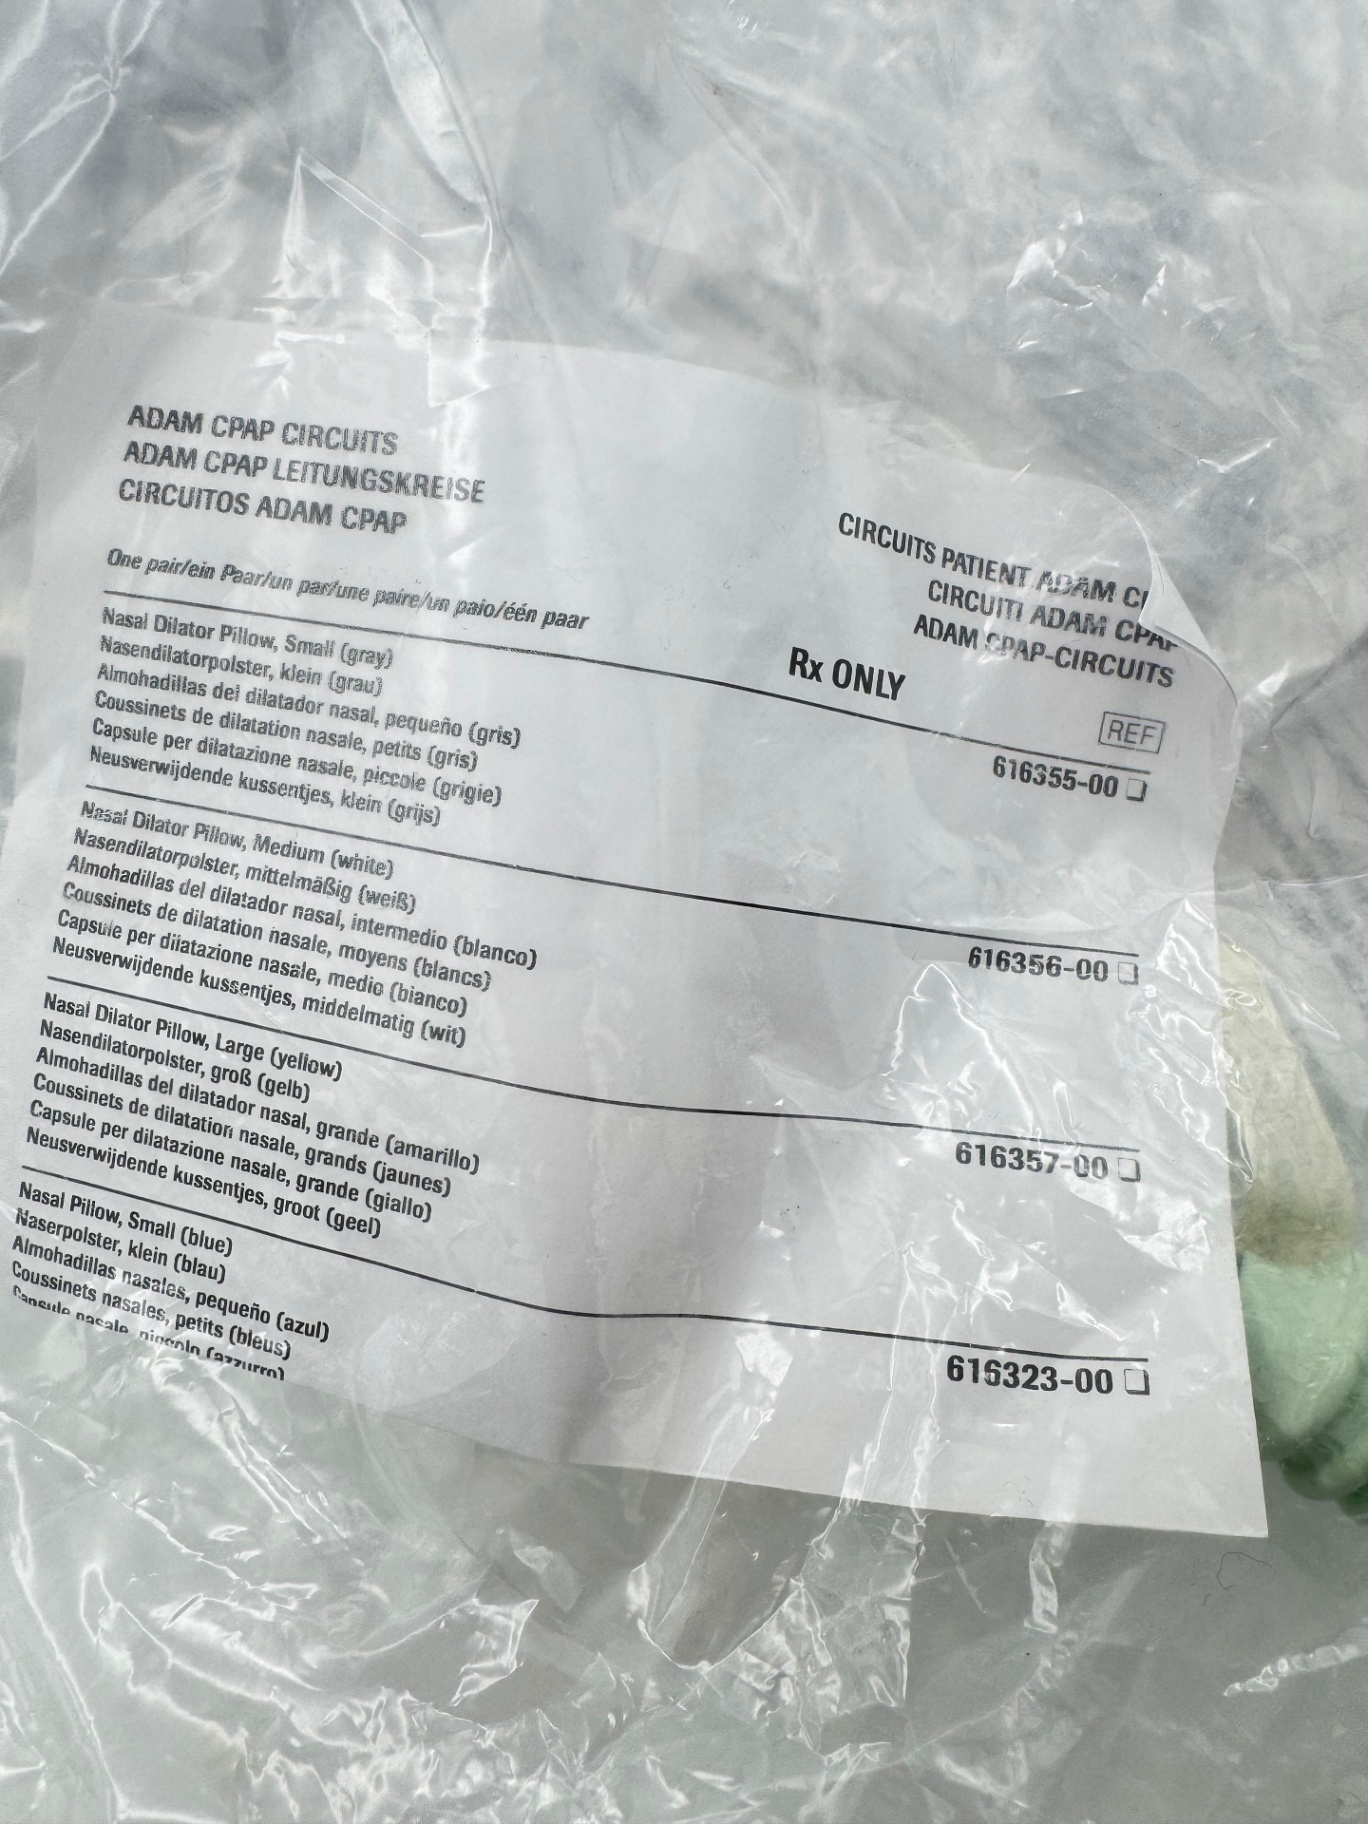 ADAM CPAP CIRCUITS
ADAM CPAP LEITUNGSKREISE
CIRCUITOS ADAM CPAP
CIRCUITS PATIENT ADAM
CIRCUITI ADAM CPAP
ADAM CPAP-CIRCUITS
One pair/ein Paar/un par/une paire/un paio/één paar
Rx ONLY
REF
Nasal Dilator Pillow, Small (gray)
Nasendilatorpolster, klein (grau)
Almohadillas del dilatador nasal, pequeño (gris)
Coussinets de dilatation nasale, petits (gris)
Capsule per dilatazione nasale, piccole (grigie)
Neusverwijdende kussentjes, klein (grijs)
616355-00
Nasal Dilator Pillow, Medium (white)
Nasendilatorpolster, mittelmäßig (weiß)
Almohadillas del dilatador nasal, intermedio (blanco)
Coussinets de dilatation nasale, moyens (blancs)
Capsule per dilatazione nasale, medio (bianco)
Neusverwijdende kussentjes, middelmatig (wit)
616356-00
Nasal Dilator Pillow, Large (yellow)
Nasendilatorpolster, groß (gelb)
Almohadillas del dilatador nasal, grande (amarillo)
Coussinets de dilatation nasale, grands (jaunes)
Capsule per dilatazione nasale, grande (giallo)
Neusverwijdende kussentjes, groot (geel)
616357-00
Nasal Pillow, Small (blue)
Naserpolster, klein (blau)
Almohadillas nasales, pequeño (azul)
Coussinets nasales, petits (bleus)
Capsule nasale, piccolo (azzurro)
616323-00